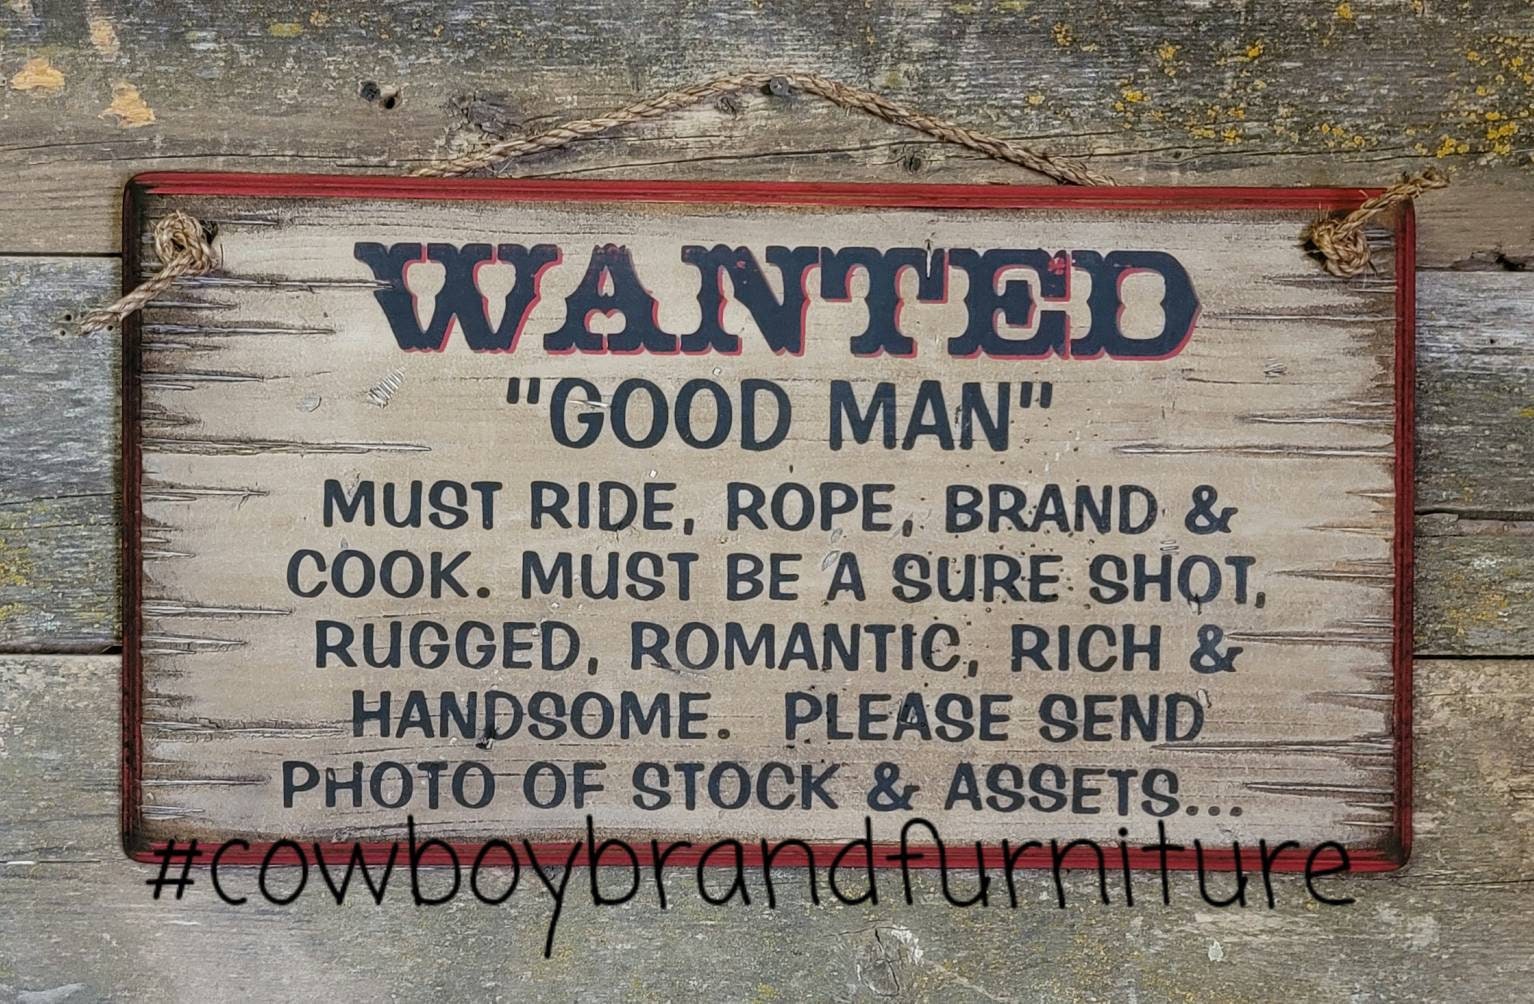 WANTED
"GOOD MAN"
MUST RIDE, ROPE, BRAND &
COOK. MUST BE A SURE SHOT,
RUGGED, ROMANTIC, RICH &
HANDSOME. PLEASE SEND
PHOTO OF STOCK & ASSETS...
#cowboybrandfurniture